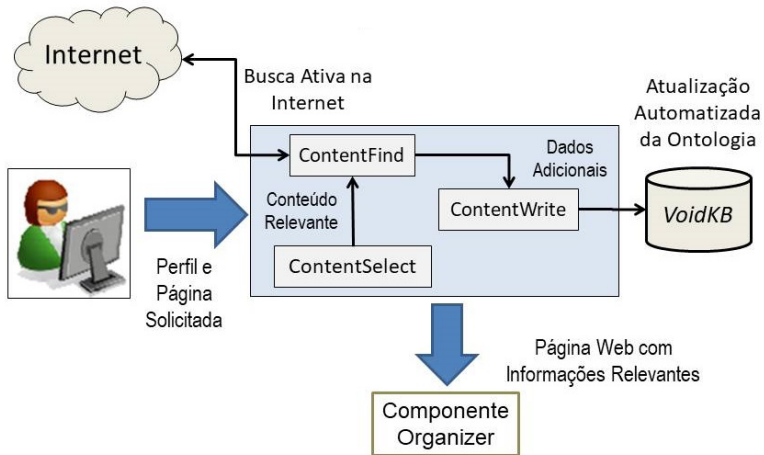 Internet
Busca Ativa na
Internet
Atualização
Automatizada
da Ontologia
ContentFind
Dados
Adicionais
Conteúdo
Relevante
ContentWrite
VoidKB
ContentSelect
Perfil e
Página
Solicitada
Página Web com
Informações Relevantes
Componente
Organizer